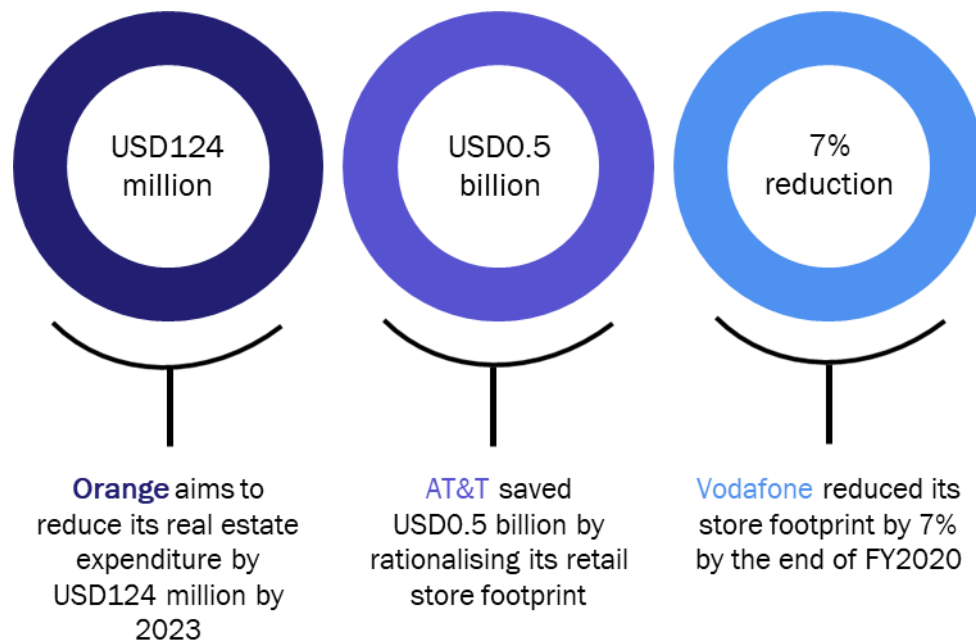 USD124
million
USD0.5
billion
7%
reduction
Orange aims to
reduce its real estate
expenditure by
USD124 million by
2023
AT&T saved
USD0.5 billion by
rationalising its retail
store footprint
Vodafone reduced its
store footprint by 7%
by the end of FY2020